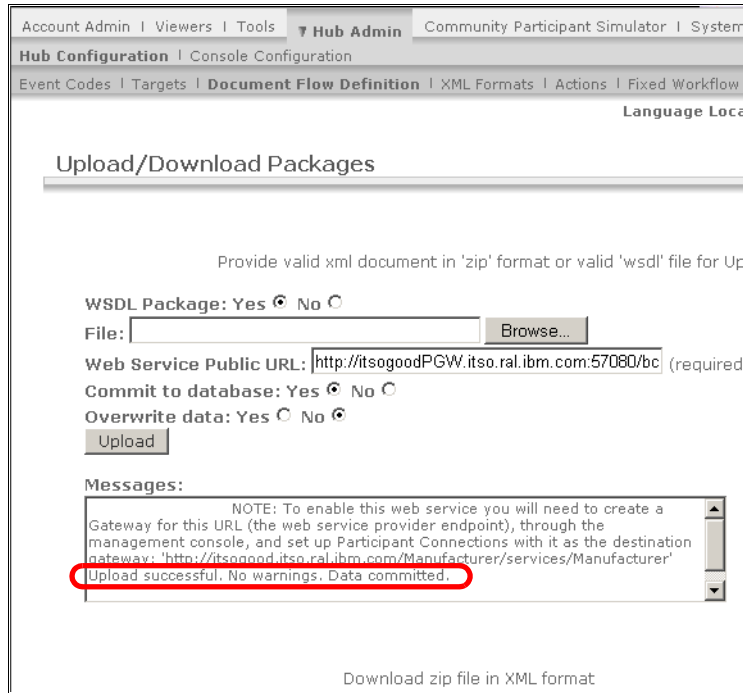 Account Admin | Viewers | Tools ▼ Hub Admin Community Participant Simulator | System
Hub Configuration | Console Configuration
Event Codes | Targets | Document Flow Definition | XML Formats | Actions | Fixed Workflow
Language Loca
Upload/Download Packages
Provide valid xml document in 'zip' format or valid 'wsdl' file for Up
WSDL Package: Yes No
File: Browse...
Web Service Public URL: http://itsogoodPGW.itso.ral.ibm.com:57080/bc (required
Commit to database: Yes No
Overwrite data: Yes No
Upload
Messages:
NOTE: To enable this web service you will need to create a
Gateway for this URL (the web service provider endpoint), through the
management console, and set up Participant Connections with it as the destination
gateway: 'http://itsogood.itso.ral.ibm.com/Manufacturer/services/Manufacturer'
Upload successful. No warnings. Data committed.
Download zip file in XML format